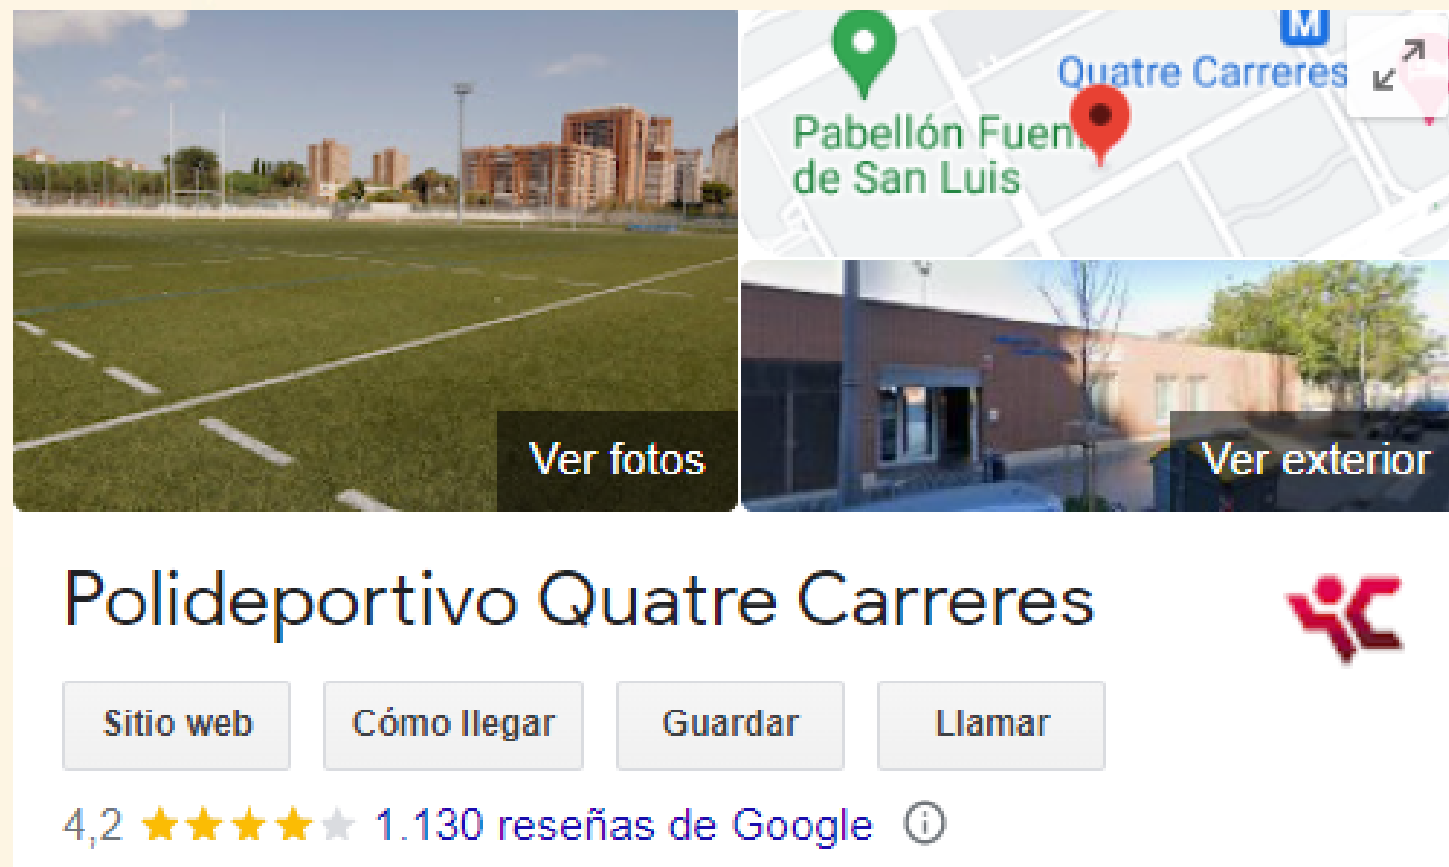 M
Quatre Carreres
Pabellón Fuen
de San Luis
Ver fotos
Ver exterior
Polideportivo Quatre Carreres
Sitio web
Cómo llegar
Guardar
Llamar
4,2 1.130 reseñas de Google